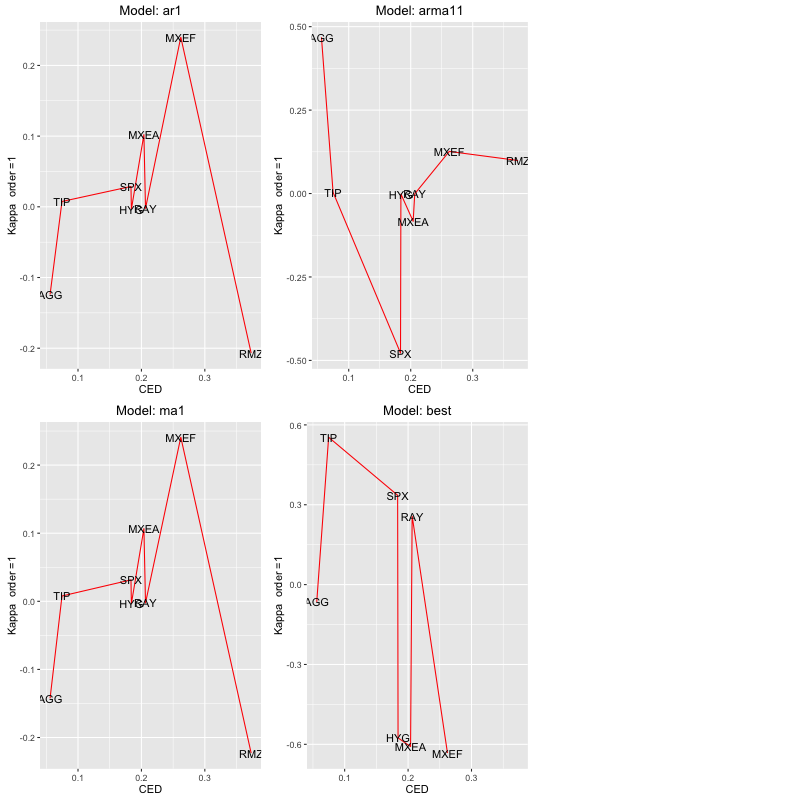 Model: ar1
Kappa order =1
0.2
0.1
0.0
-0.1
-0.2
MXEF
MXEA
SPX
TIP
HYG
RAY
AGG
RMZ
0.1 0.2 0.3
CED
Model: arma11
Kappa order =1
0.50
0.25
0.00
-0.25
-0.50
AGG
MXEF
RMZ
TIP
HYG
RAY
MXEA
SPX
0.1 0.2 0.3
CED
Model: ma1
Kappa order =1
0.2
0.1
0.0
-0.1
-0.2
MXEF
MXEA
SPX
TIP
HYG
RAY
AGG
RMZ
0.1 0.2 0.3
CED
Model: best
Kappa order =1
0.6
0.3
0.0
-0.3
-0.6
TIP
SPX
RAY
AGG
HYG
MXEA
MXEF
0.1 0.2 0.3
CED